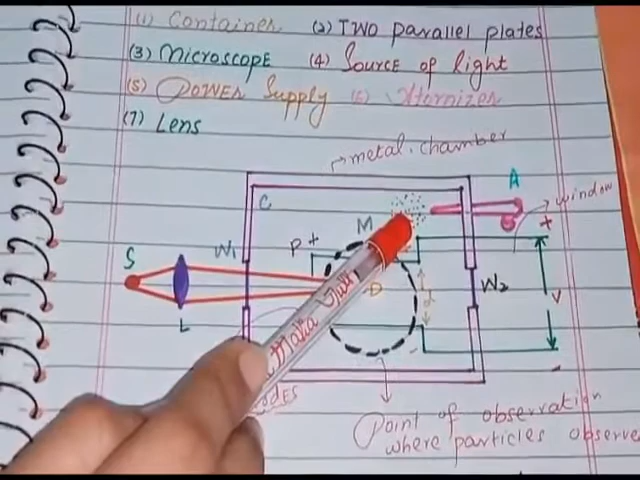 (1) Container (2) TWO parallel plates
(3) Microscope (4) Source of light
(5) Power Supply (6) Atomizer
(7) Lens
metal chamber
A
C
window
M
+
S
W1
P+
W2
D
d
V
L
-
Point of observation
where particles observe